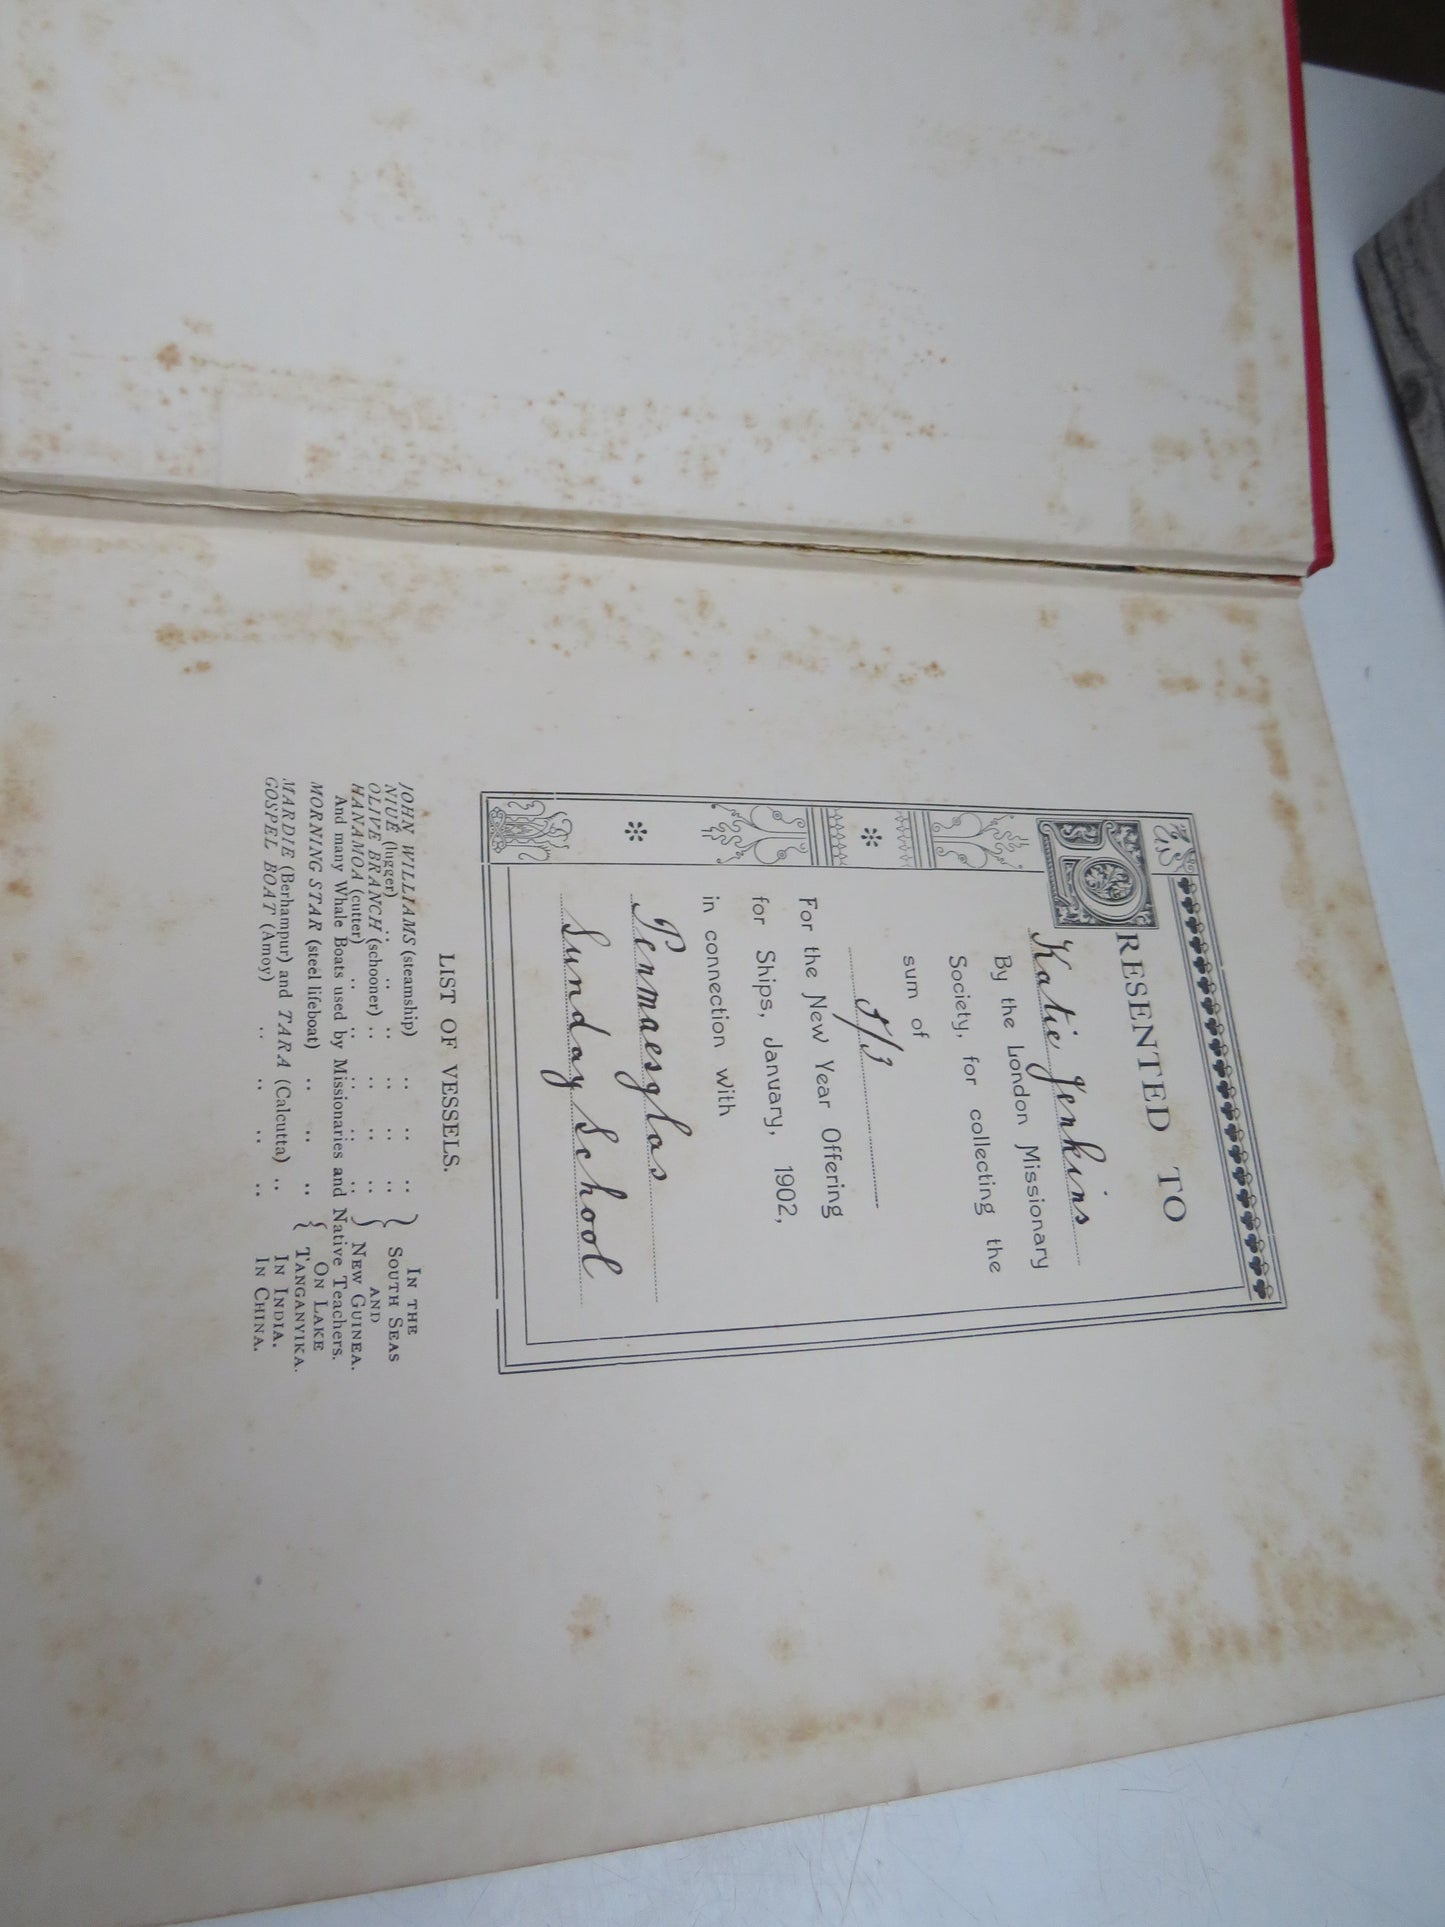 PRESENTED TO
Katie Jenkins
By the London Missionary
Society, for collecting the
sum of
5/3
For the New Year Offering
for Ships, January, 1902,
in connection with
Penmaesglas
Sunday School
LIST OF VESSELS.
JOHN WILLIAMS (steamship) .. .. } IN THE
NIUÉ (lugger) .. .. .. .. SOUTH SEAS
OLIVE BRANCH (schooner) .. .. .. AND
HANAMOA (cutter) .. .. .. .. } NEW GUINEA.
And many Whale Boats used by Missionaries and Native Teachers.
MORNING STAR (steel lifeboat) .. .. .. { ON LAKE TANGANYIKA.
MARDIE (Berhampur) and TARA (Calcutta) .. IN INDIA.
GOSPEL BOAT (Amoy) .. .. .. .. IN CHINA.